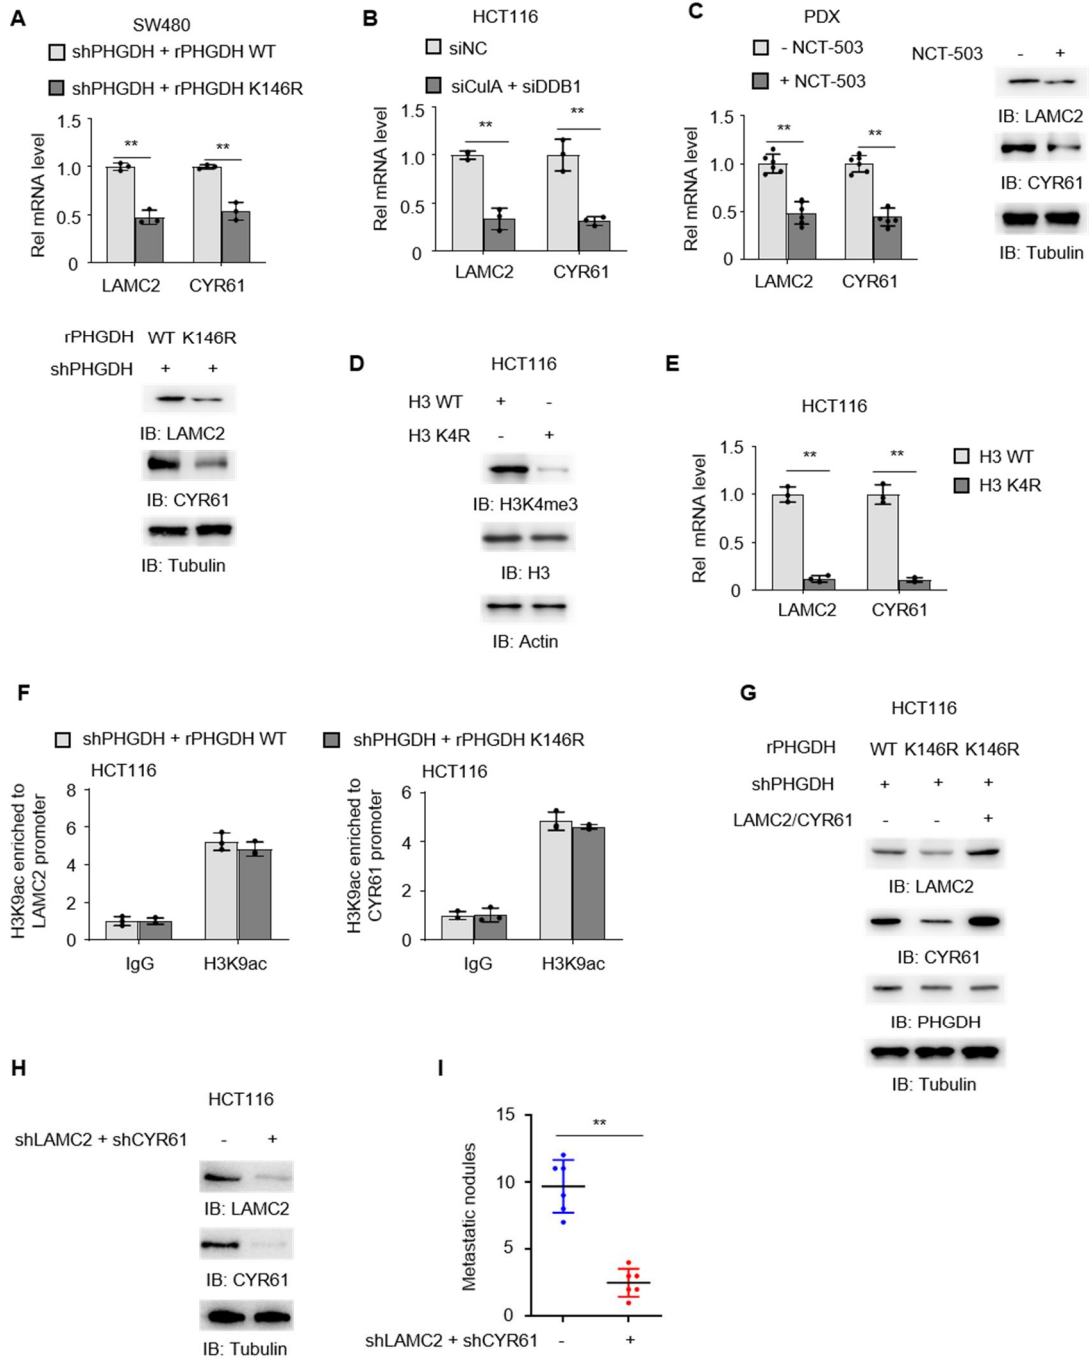 A
SW480
shPHGDH + rPHGDH WT
shPHGDH + rPHGDH K146R
Rel mRNA level
1.5
1.0
0.5
0
**
**
LAMC2
CYR61
rPHGDH WT K146R
shPHGDH + +
IB: LAMC2
IB: CYR61
IB: Tubulin
B
HCT116
siNC
siCulA + siDDB1
Rel mRNA level
1.5
1.0
0.5
0
**
**
LAMC2
CYR61
C
PDX
- NCT-503
+ NCT-503
Rel mRNA level
1.5
1.0
0.5
0
**
**
LAMC2
CYR61
NCT-503 - +
IB: LAMC2
IB: CYR61
IB: Tubulin
D
HCT116
H3 WT + -
H3 K4R - +
IB: H3K4me3
IB: H3
IB: Actin
E
HCT116
Rel mRNA level
1.5
1.0
0.5
0
**
**
LAMC2
CYR61
H3 WT
H3 K4R
F
shPHGDH + rPHGDH WT
shPHGDH + rPHGDH K146R
HCT116
H3K9ac enriched to
LAMC2 promoter
8
6
4
2
0
IgG
H3K9ac
HCT116
H3K9ac enriched to
CYR61 promoter
6
4
2
0
IgG
H3K9ac
G
HCT116
rPHGDH WT K146R K146R
shPHGDH + + +
LAMC2/CYR61 - - +
IB: LAMC2
IB: CYR61
IB: PHGDH
IB: Tubulin
H
HCT116
shLAMC2 + shCYR61 - +
IB: LAMC2
IB: CYR61
IB: Tubulin
I
Metastatic nodules
15
10
5
0
**
shLAMC2 + shCYR61 - +